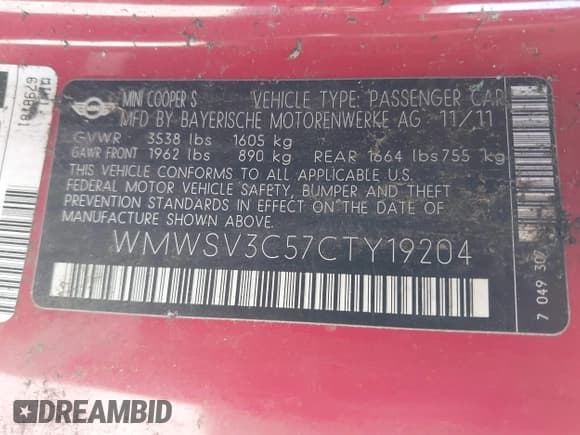 MINI COOPER S VEHICLE TYPE: PASSENGER CAR
MFD BY BAYERISCHE MOTORENWERKE AG 11/11
GVWR 3538 lbs 1605 kg
GAWR FRONT 1962 lbs 890 kg REAR 1664 lbs 755 kg
THIS VEHICLE CONFORMS TO ALL APPLICABLE U.S.
FEDERAL MOTOR VEHICLE SAFETY, BUMPER AND THEFT
PREVENTION STANDARDS IN EFFECT ON THE DATE OF
MANUFACTURE SHOWN ABOVE.
WMWSV3C57CTY19204
7 049 307
DREAMBID